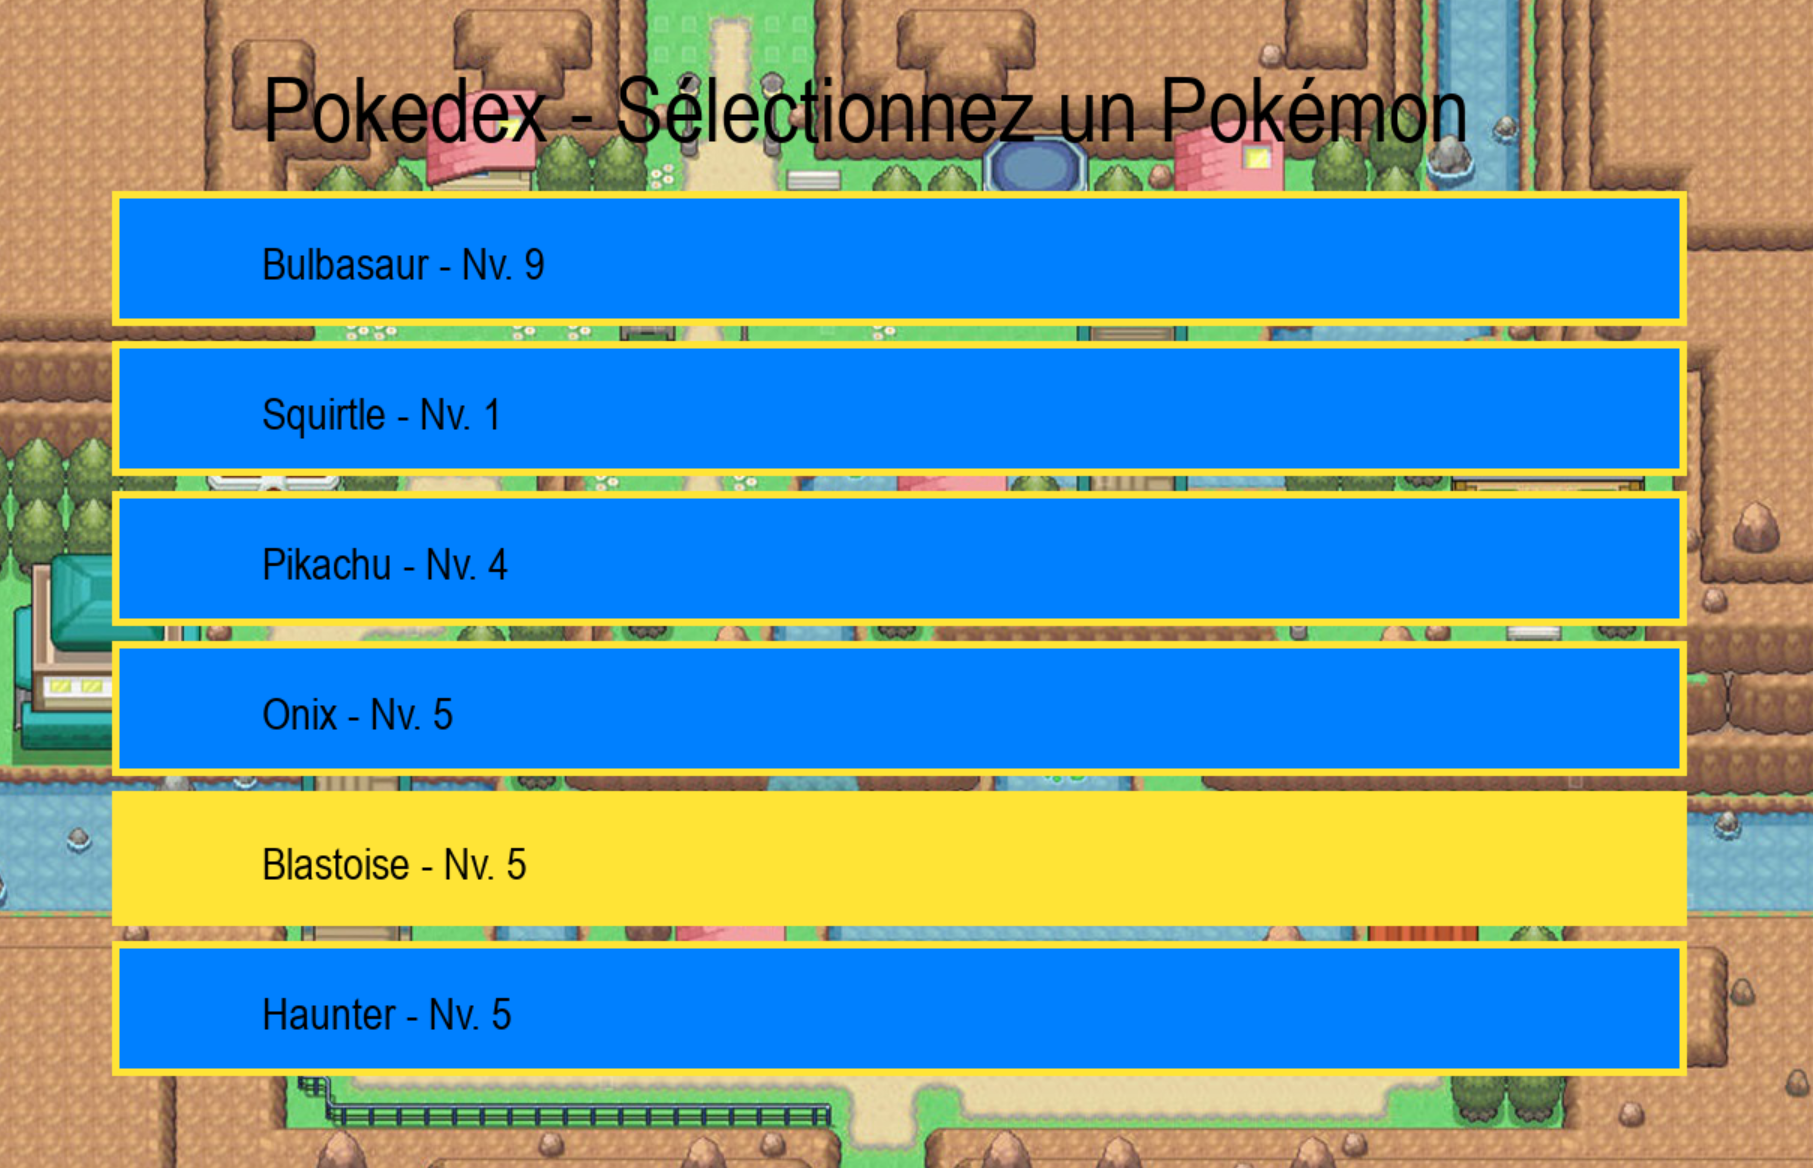 Pokedex - Sélectionnez un Pokémon
Bulbasaur - Nv. 9
Squirtle - Nv. 1
Pikachu - Nv. 4
Onix - Nv. 5
Blastoise - Nv. 5
Haunter - Nv. 5